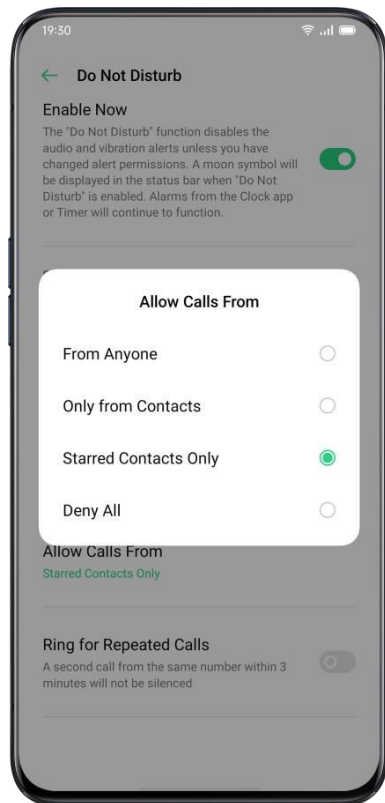 19:30
Do Not Disturb
Enable Now
The "Do Not Disturb" function disables the
audio and vibration alerts unless you have
changed alert permissions. A moon symbol will
be displayed in the status bar when "Do Not
Disturb" is enabled. Alarms from the Clock app
or Timer will continue to function.
Allow Calls From
From Anyone
Only from Contacts
Starred Contacts Only
Deny All
Allow Calls From
Starred Contacts Only
Ring for Repeated Calls
A second call from the same number within 3
minutes will not be silenced